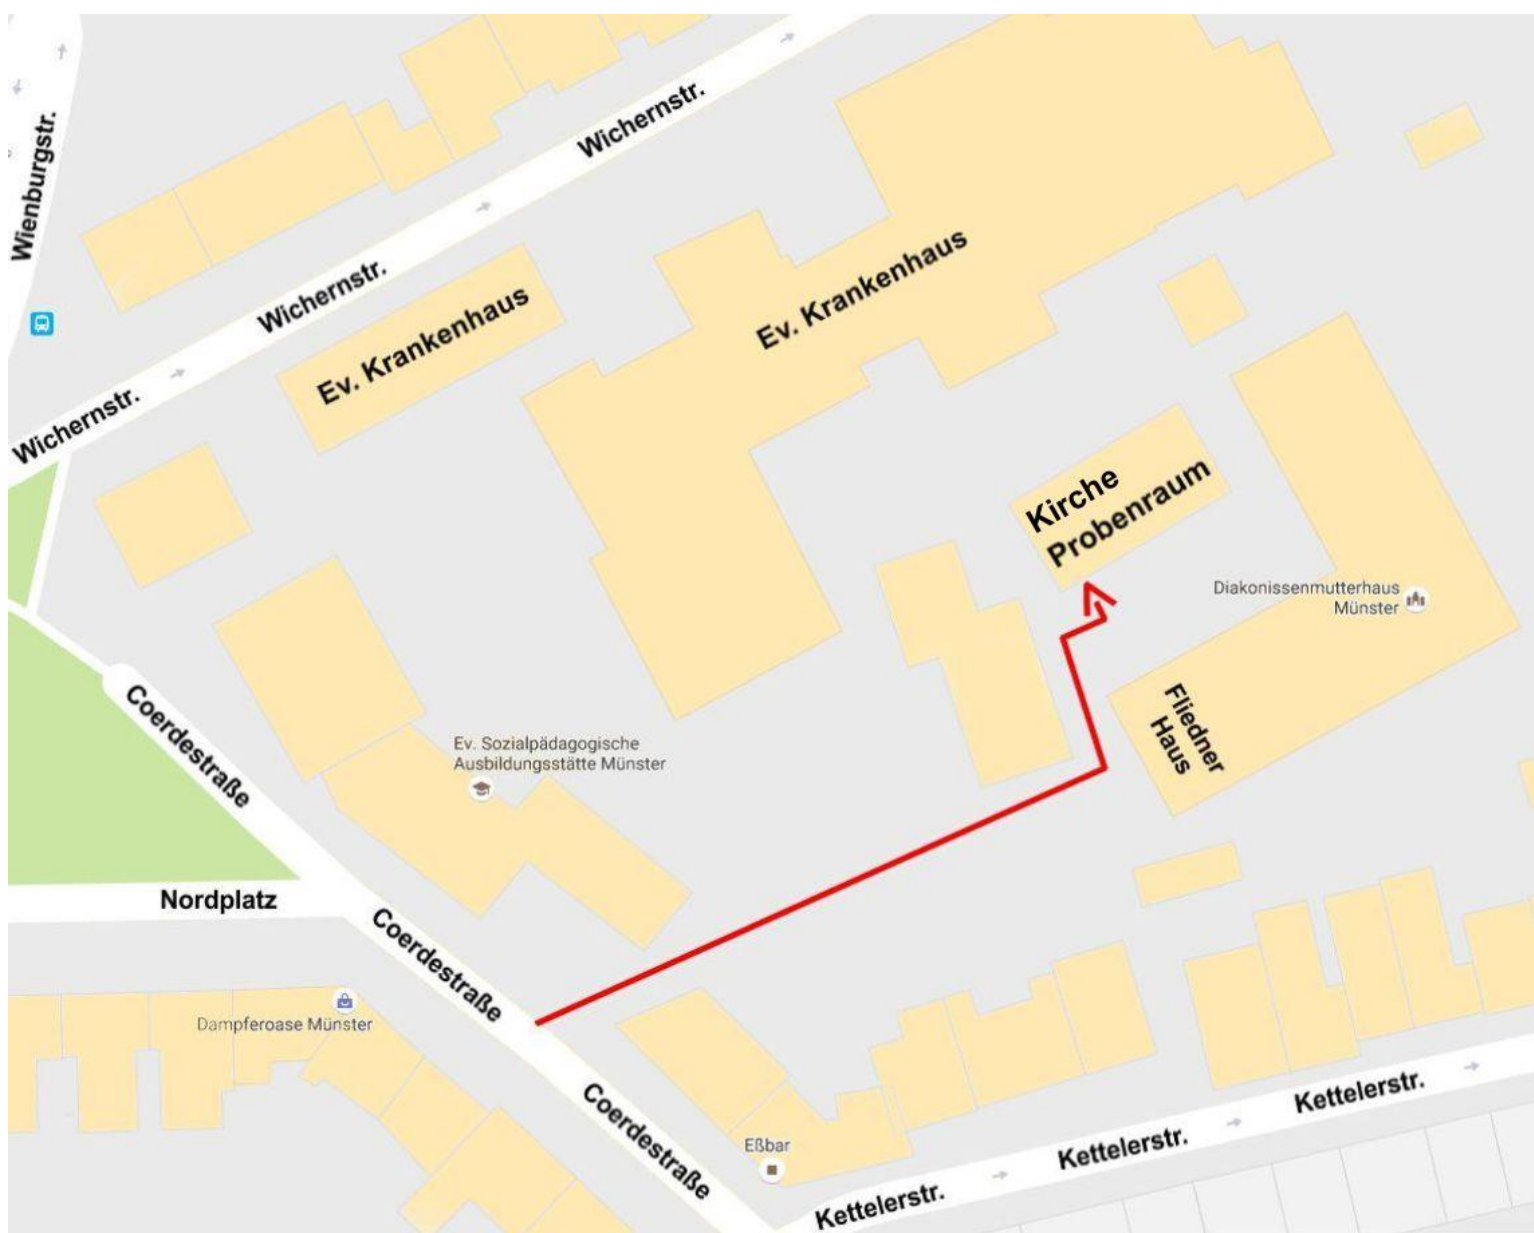 Wienburgstr.
Wichernstr.
Wichernstr.
Wichernstr.
Ev. Krankenhaus
Ev. Krankenhaus
Kirche
Probenraum
Diakonissenmutterhaus
Münster
Fliedner
Haus
Coerdestraße
Ev. Sozialpädagogische
Ausbildungsstätte Münster
Nordplatz
Coerdestraße
Dampferoase Münster
Coerdestraße
Eßbar
Kettelerstr.
Kettelerstr.
Kettelerstr.